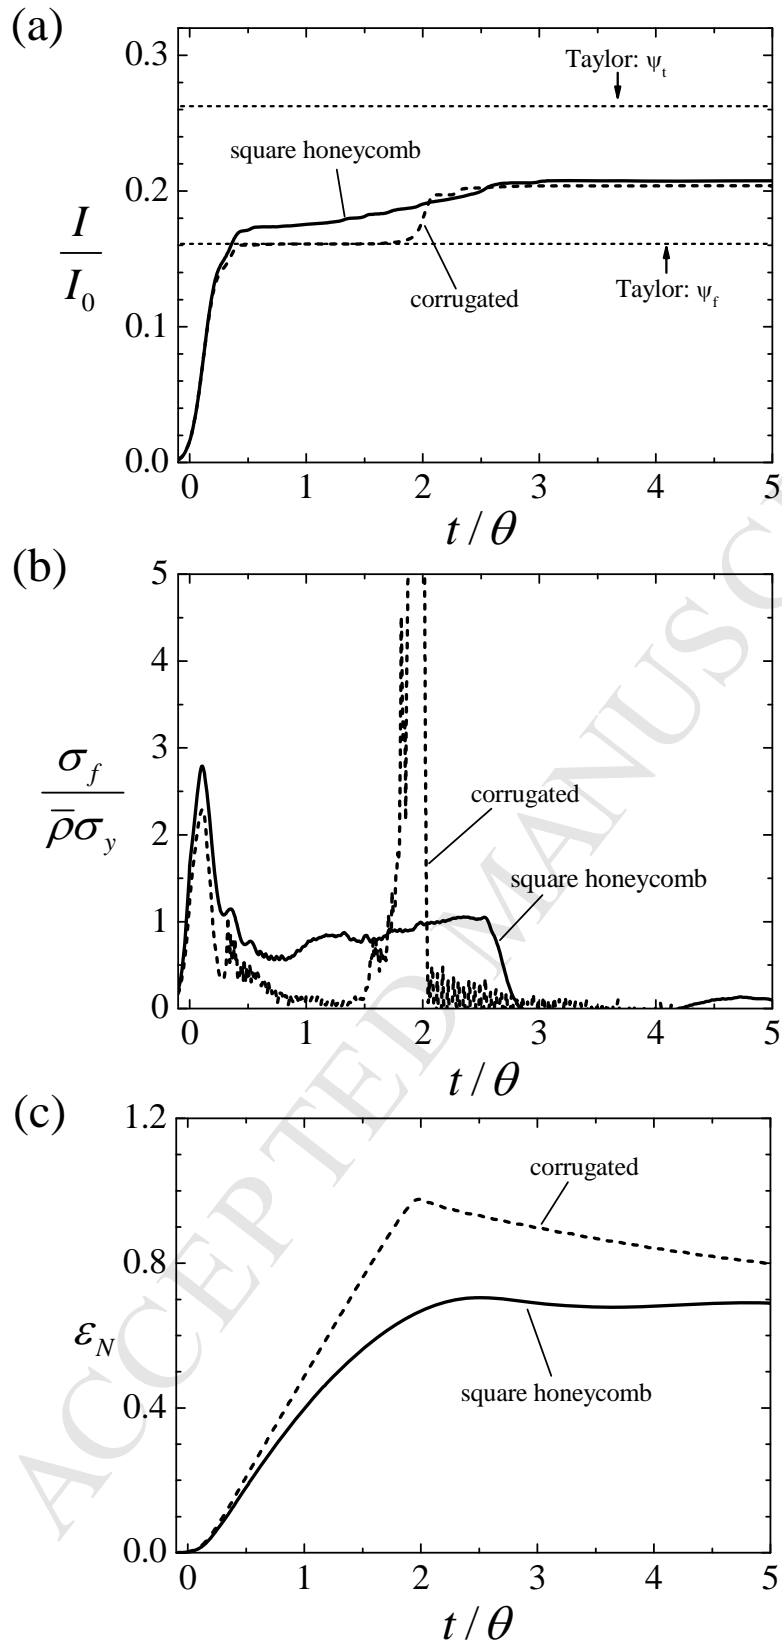 (a)
0.3
Taylor: ψt
square honeycomb
0.2
I
I0
corrugated
Taylor: ψf
0.1
0.0
0 1 2 3 4 5
t / θ
(b)
5
4
3
σf
ρ̅σy
corrugated
2
square honeycomb
1
0
0 1 2 3 4 5
t / θ
(c)
1.2
corrugated
0.8
εN
square honeycomb
0.4
0.0
0 1 2 3 4 5
t / θ
ACCEPTED MANUSC